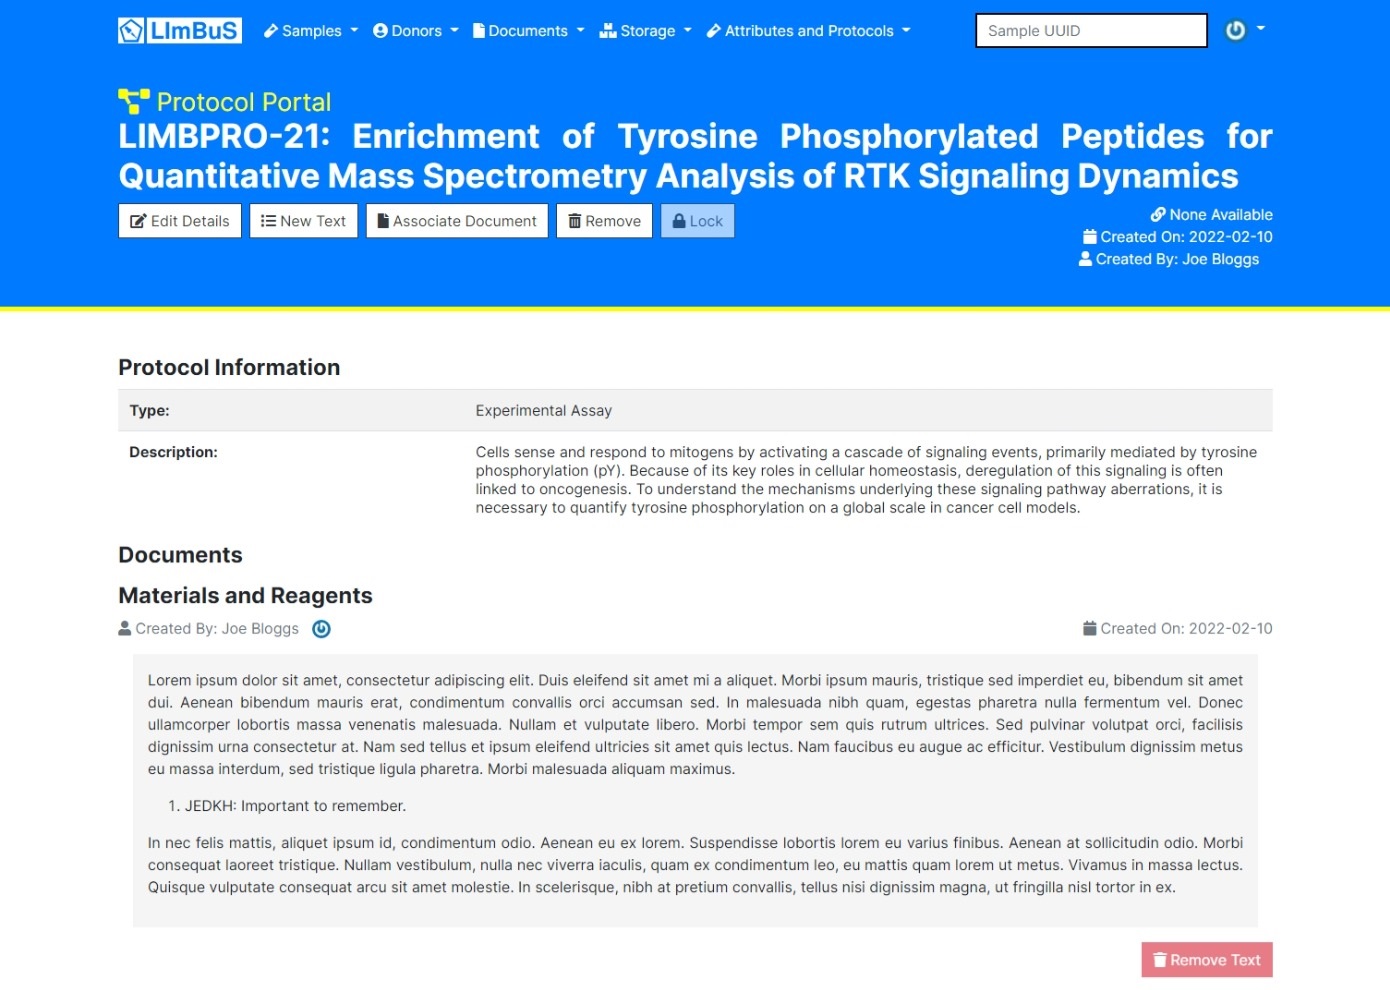 LImBuS Samples Donors Documents Storage Attributes and Protocols Sample UUID
Protocol Portal
LIMBPRO-21: Enrichment of Tyrosine Phosphorylated Peptides for
Quantitative Mass Spectrometry Analysis of RTK Signaling Dynamics
Edit Details New Text Associate Document Remove Lock
None Available
Created On: 2022-02-10
Created By: Joe Bloggs
Protocol Information
Type: Experimental Assay
Description: Cells sense and respond to mitogens by activating a cascade of signaling events, primarily mediated by tyrosine
phosphorylation (pY). Because of its key roles in cellular homeostasis, deregulation of this signaling is often
linked to oncogenesis. To understand the mechanisms underlying these signaling pathway aberrations, it is
necessary to quantify tyrosine phosphorylation on a global scale in cancer cell models.
Documents
Materials and Reagents
Created By: Joe Bloggs Created On: 2022-02-10
Lorem ipsum dolor sit amet, consectetur adipiscing elit. Duis eleifend sit amet mi a aliquet. Morbi ipsum mauris, tristique sed imperdiet eu, bibendum sit amet
dui. Aenean bibendum mauris erat, condimentum convallis orci accumsan sed. In malesuada nibh quam, egestas pharetra nulla fermentum vel. Donec
ullamcorper lobortis massa venenatis malesuada. Nullam et vulputate libero. Morbi tempor sem quis rutrum ultrices. Sed pulvinar volutpat orci, facilisis
dignissim urna consectetur at. Nam sed tellus et ipsum eleifend ultricies sit amet quis lectus. Nam faucibus eu augue ac efficitur. Vestibulum dignissim metus
eu massa interdum, sed tristique ligula pharetra. Morbi malesuada aliquam maximus.
1. JEDKH: Important to remember.
In nec felis mattis, aliquet ipsum id, condimentum odio. Aenean eu ex lorem. Suspendisse lobortis lorem eu varius finibus. Aenean at sollicitudin odio. Morbi
consequat laoreet tristique. Nullam vestibulum, nulla nec viverra iaculis, quam ex condimentum leo, eu mattis quam lorem ut metus. Vivamus in massa lectus.
Quisque vulputate consequat arcu sit amet molestie. In scelerisque, nibh at pretium convallis, tellus nisi dignissim magna, ut fringilla nisl tortor in ex.
Remove Text